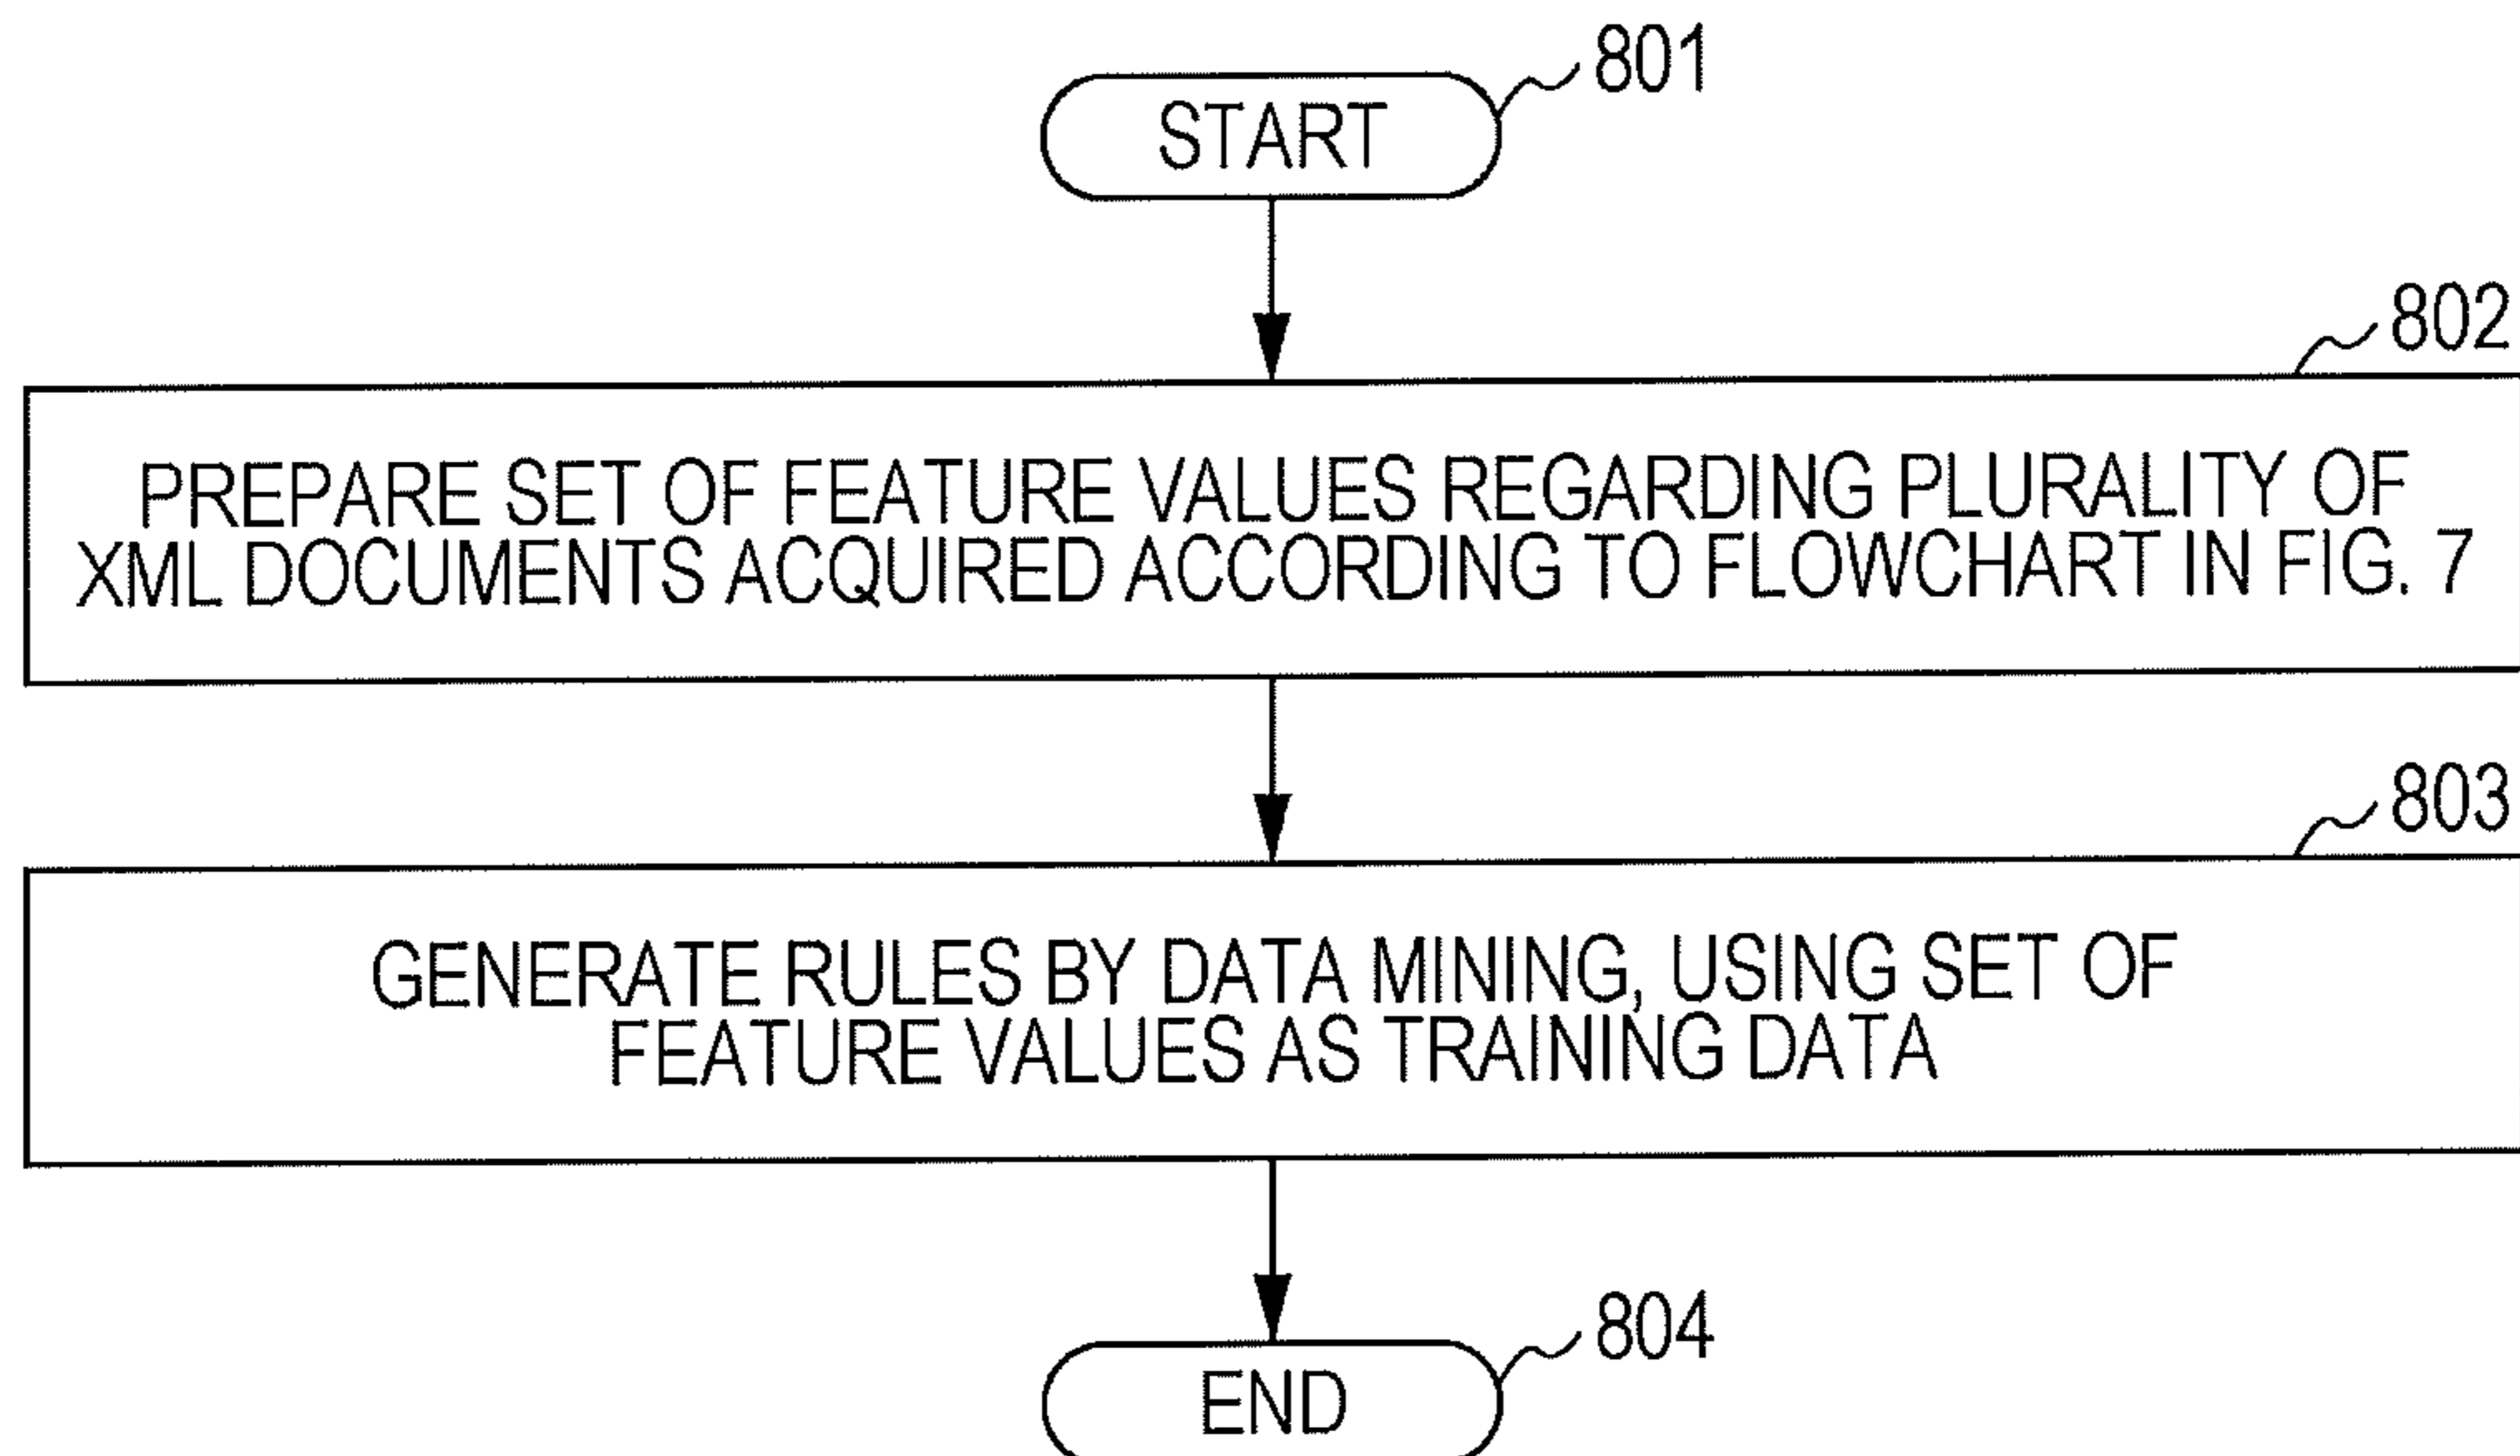 801
START
802
PREPARE SET OF FEATURE VALUES REGARDING PLURALITY OF
XML DOCUMENTS ACQUIRED ACCORDING TO FLOWCHART IN FIG. 7
803
GENERATE RULES BY DATA MINING, USING SET OF
FEATURE VALUES AS TRAINING DATA
804
END